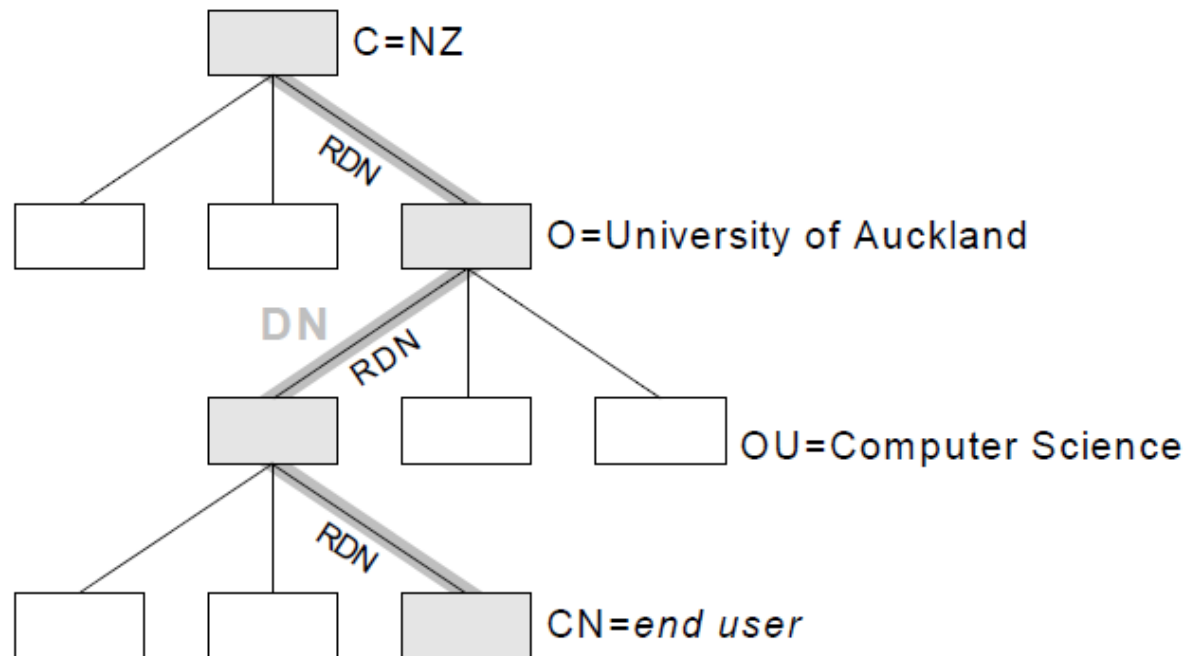 C=NZ
RDN
O=University of Auckland
DN
RDN
OU=Computer Science
RDN
CN=end user